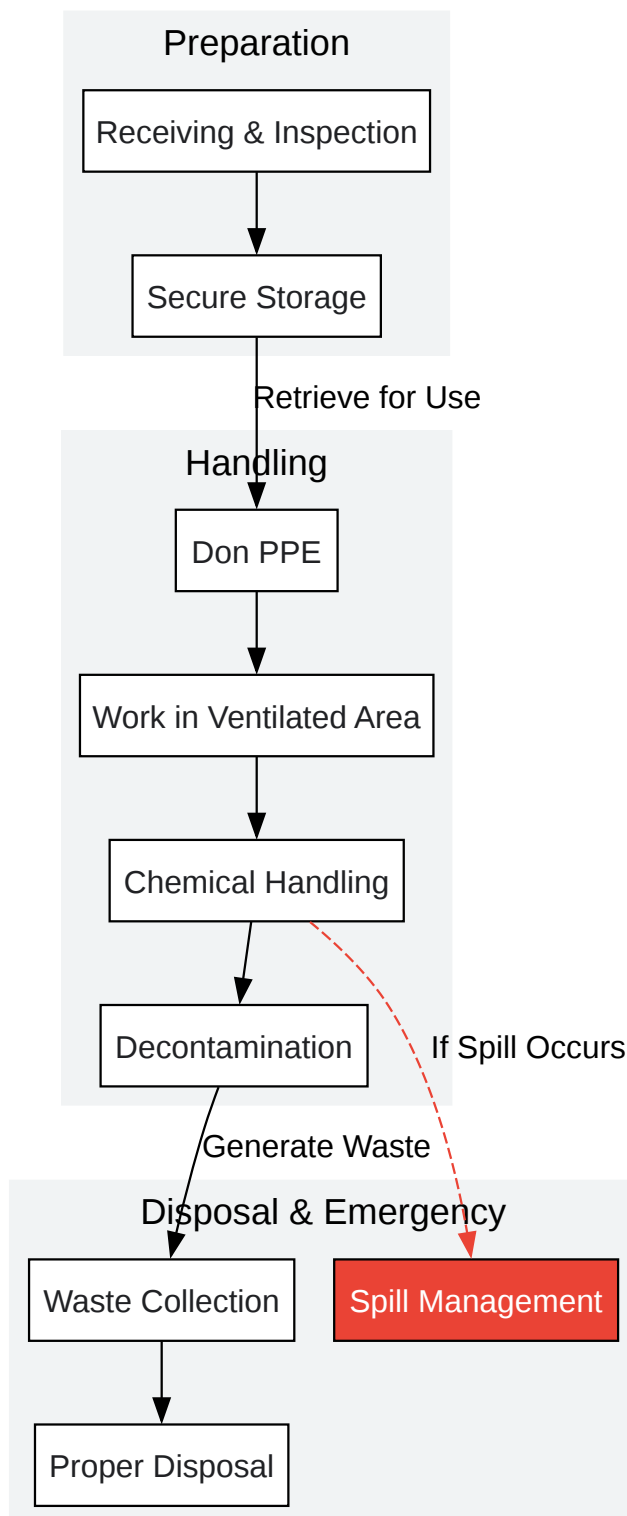 Preparation
Receiving & Inspection
Secure Storage
Retrieve for Use
Handling
Don PPE
Work in Ventilated Area
Chemical Handling
Decontamination
If Spill Occurs
Generate Waste
Disposal & Emergency
Waste Collection
Spill Management
Proper Disposal